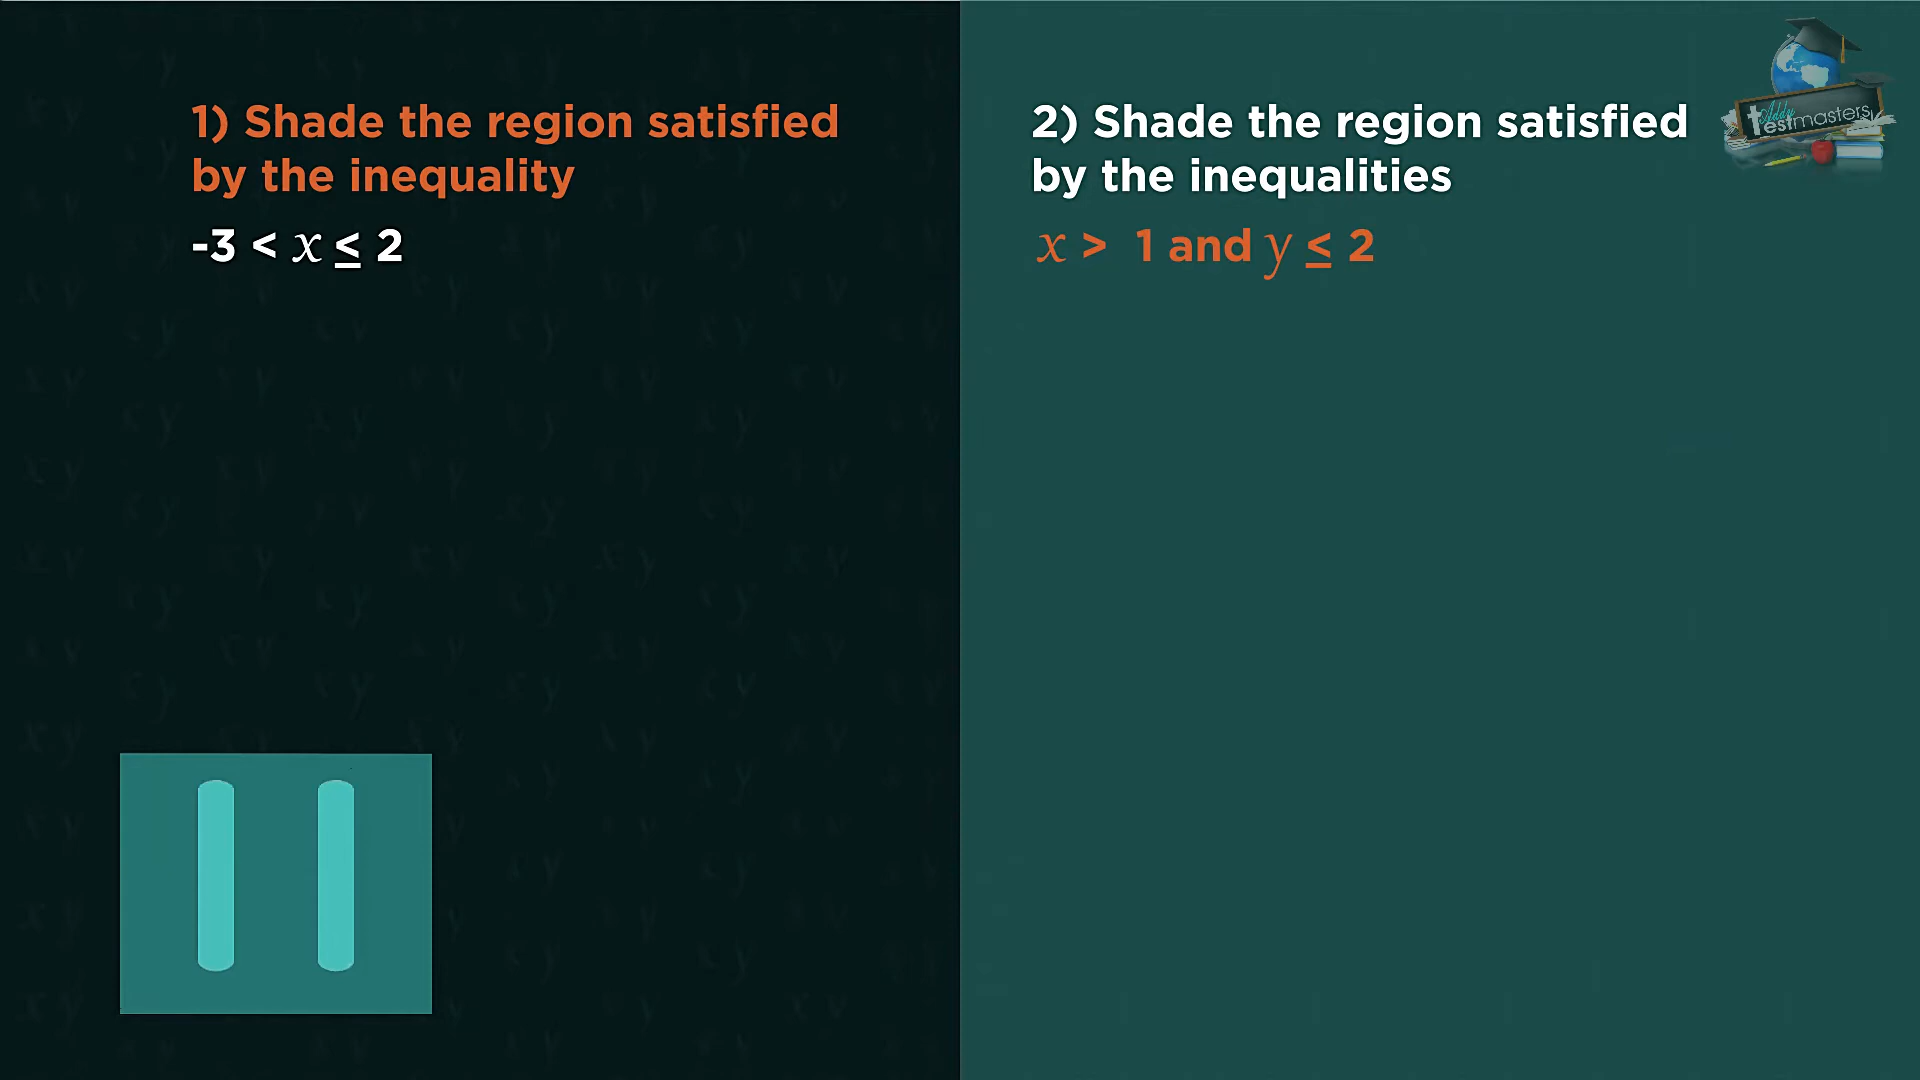 1) Shade the region satisfied
by the inequality
-3 < x ≤ 2
2) Shade the region satisfied
by the inequalities
x > 1 and y ≤ 2
Addy
testmasters